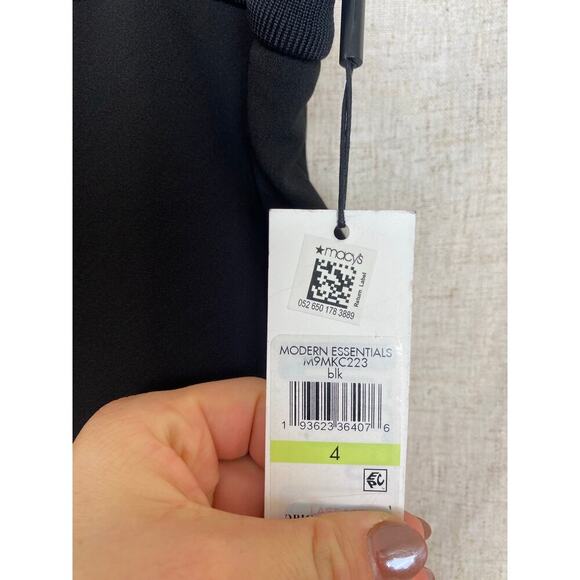 ★macy's
Return Label
052 650 178 3889
MODERN ESSENTIALS
M9MKC223
blk
1 93623 36407 6
4